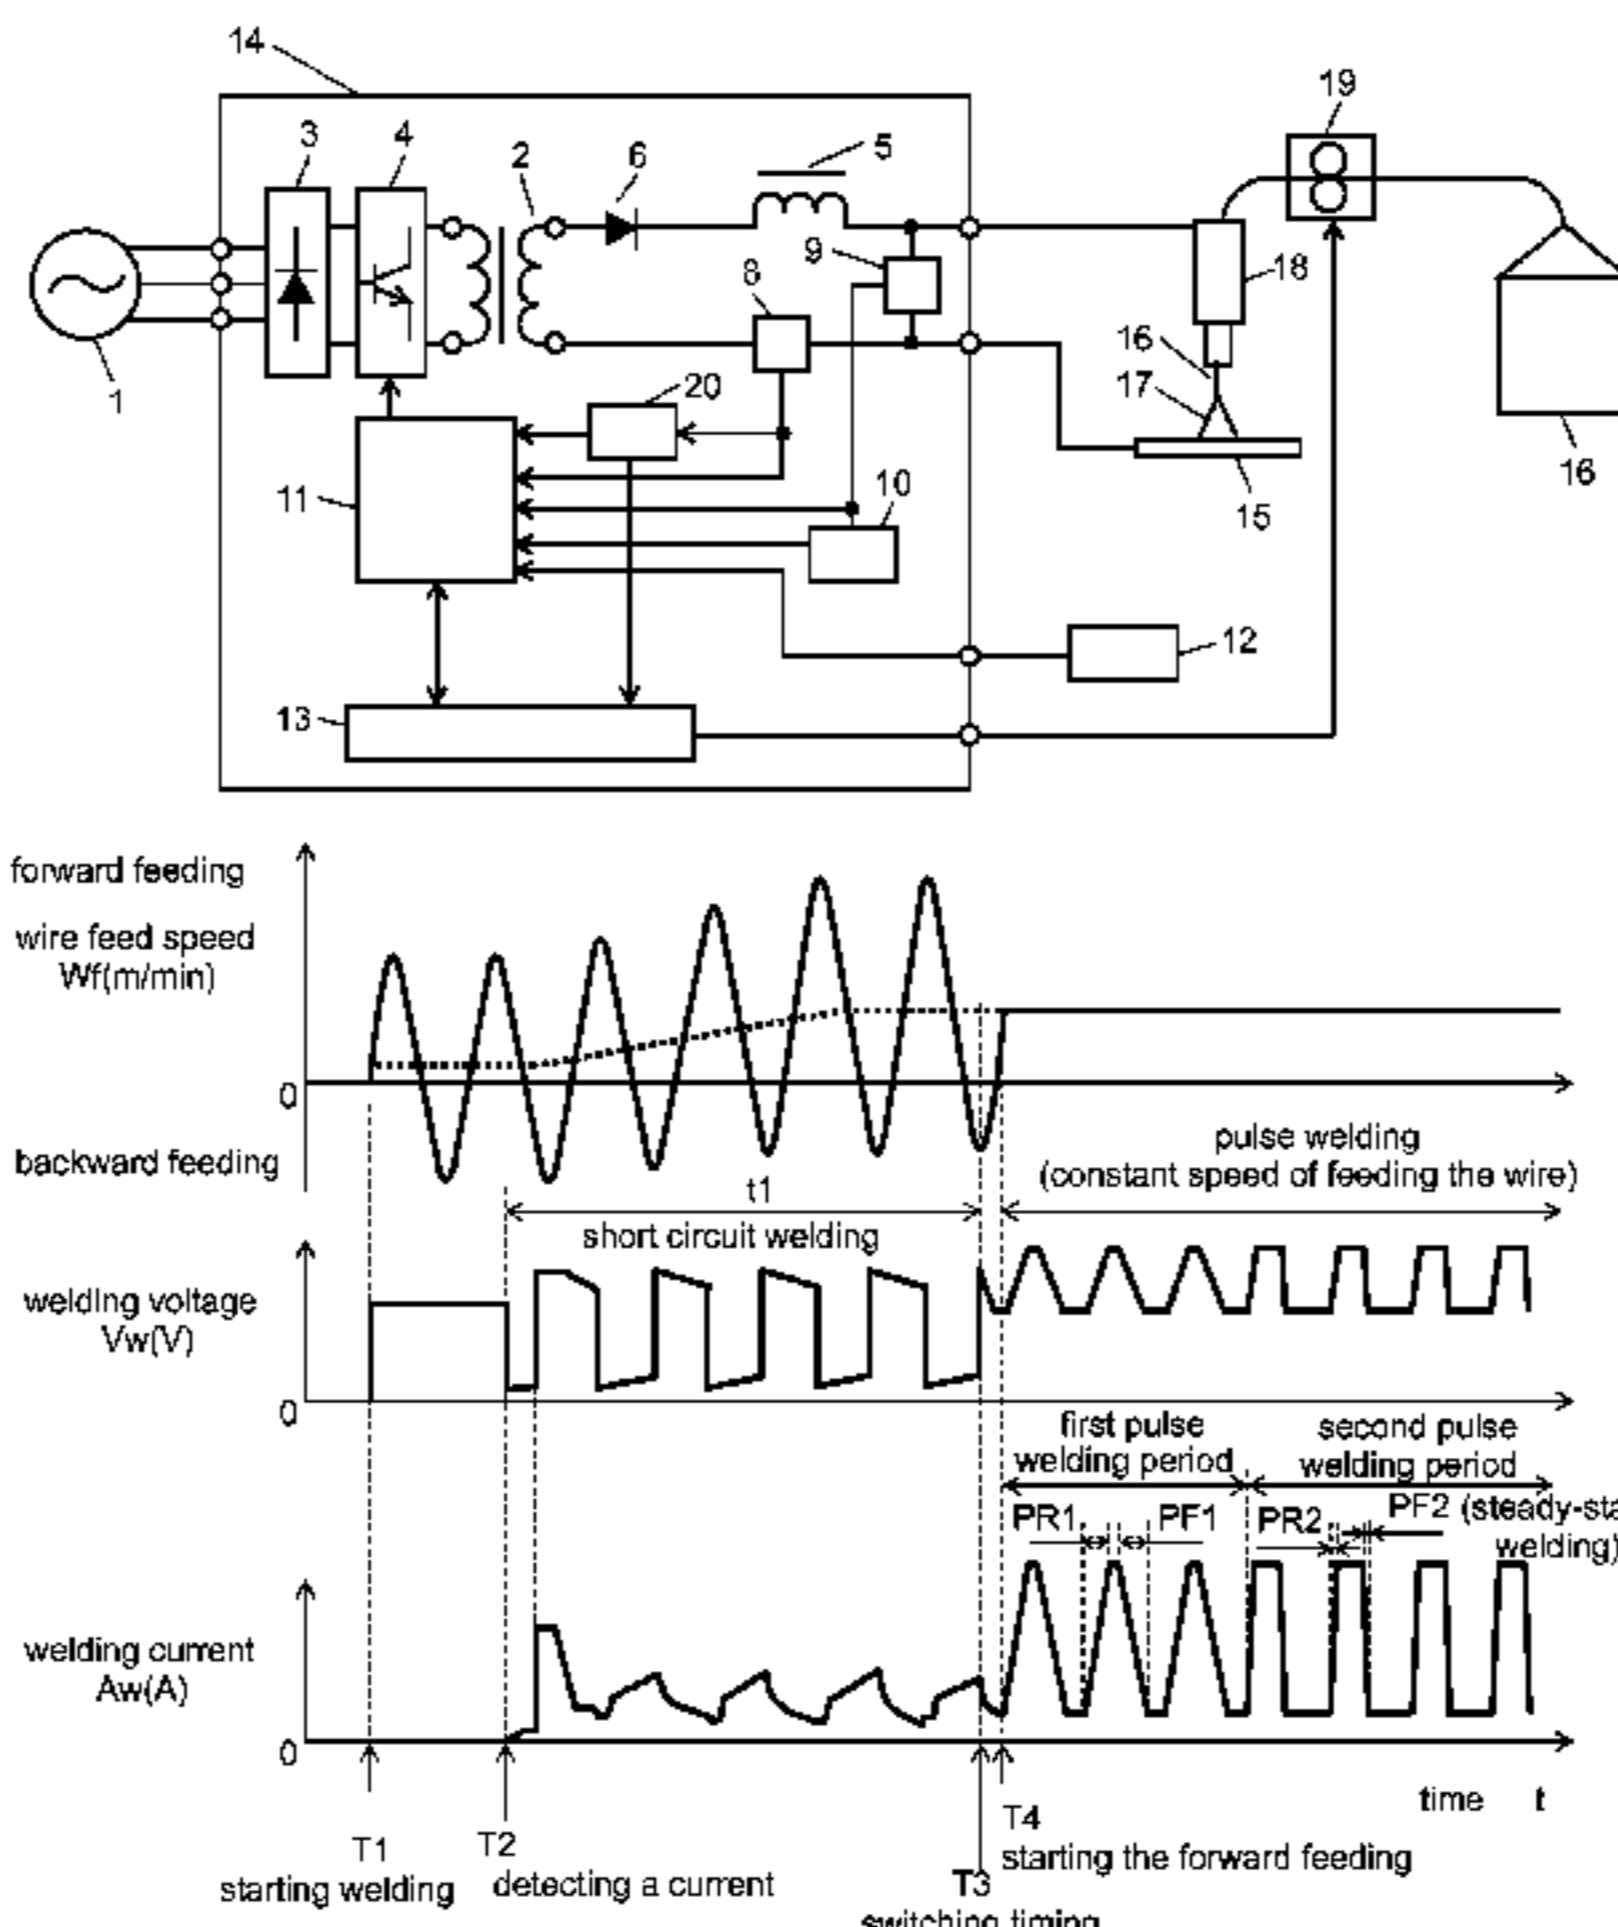 14
19
3
4
2
6
5
9
8
18
16
17
1
20
11
10
15
16
12
13
forward feeding
wire feed speed
Wf(m/min)
0
backward feeding
pulse welding
(constant speed of feeding the wire)
t1
short circuit welding
welding voltage
Vw(V)
0
first pulse
welding period
second pulse
welding period
PR1
PF1
PR2
PF2 (steady-sta
welding)
welding current
Aw(A)
0
time t
T1
starting welding
T2
detecting a current
T3
switching timing
T4
starting the forward feeding